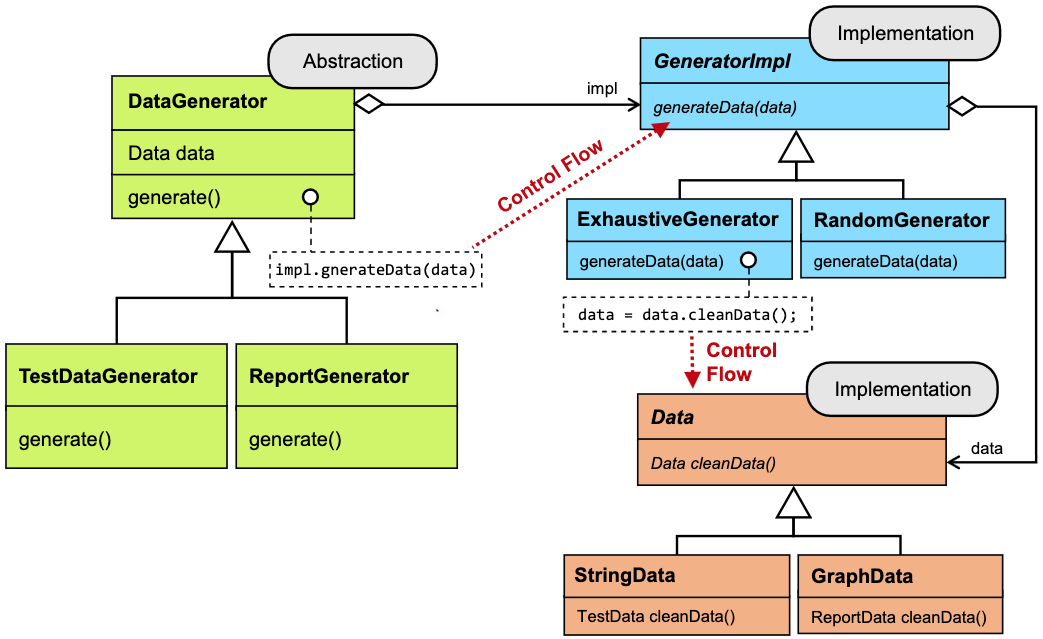 Abstraction
Implementation
DataGenerator
Data data
generate()
impl
GeneratorImpl
generateData(data)
Control Flow
impl.gnerateData(data)
ExhaustiveGenerator
generateData(data)
RandomGenerator
generateData(data)
data = data.cleanData();
Control
Flow
TestDataGenerator
generate()
ReportGenerator
generate()
Implementation
Data
Data cleanData()
data
StringData
TestData cleanData()
GraphData
ReportData cleanData()